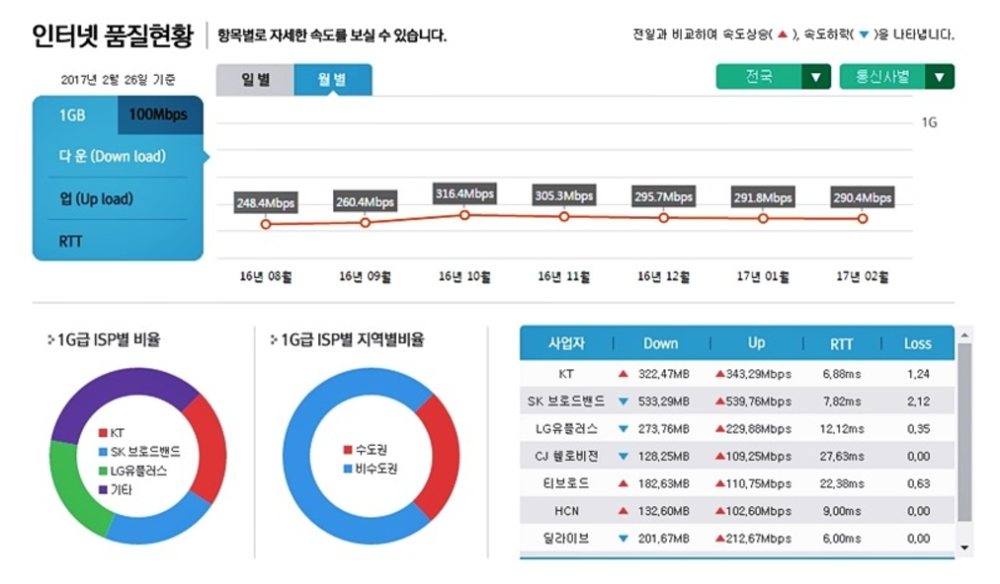 인터넷 품질현황 항목별로 자세한 속도를 보실 수 있습니다. 전일과 비교하여 속도상승( ▲ ), 속도하락( ▼ )을 나타냅니다.
2017년 2월 26일 기준 일별 월별 전국 ▼ 통신사별 ▼
1GB 100Mbps
다운 (Down load)
업 (Up load)
RTT
1G
248.4Mbps 260.4Mbps 316.4Mbps 305.3Mbps 295.7Mbps 291.8Mbps 290.4Mbps
16년 08월 16년 09월 16년 10월 16년 11월 16년 12월 17년 01월 17년 02월
1G급 ISP별 비율
KT
SK 브로드밴드
LG유플러스
기타
1G급 ISP별 지역별비율
수도권
비수도권
사업자 Down Up RTT Loss
KT ▲ 322,47MB ▲343,29Mbps 6,88ms 1,24
SK 브로드밴드 ▼ 533,29MB ▲539,76Mbps 7,82ms 2,12
LG유플러스 ▼ 273,76MB ▲229,88Mbps 12,12ms 0,35
CJ 헬로비전 ▼ 128,25MB ▲109,25Mbps 27,63ms 0,00
티브로드 ▲ 182,63MB ▲110,75Mbps 22,38ms 0,63
HCN ▲ 132,60MB ▲102,60Mbps 9,00ms 0,00
딜라이브 ▼ 201,67MB ▲212,67Mbps 6,00ms 0,00